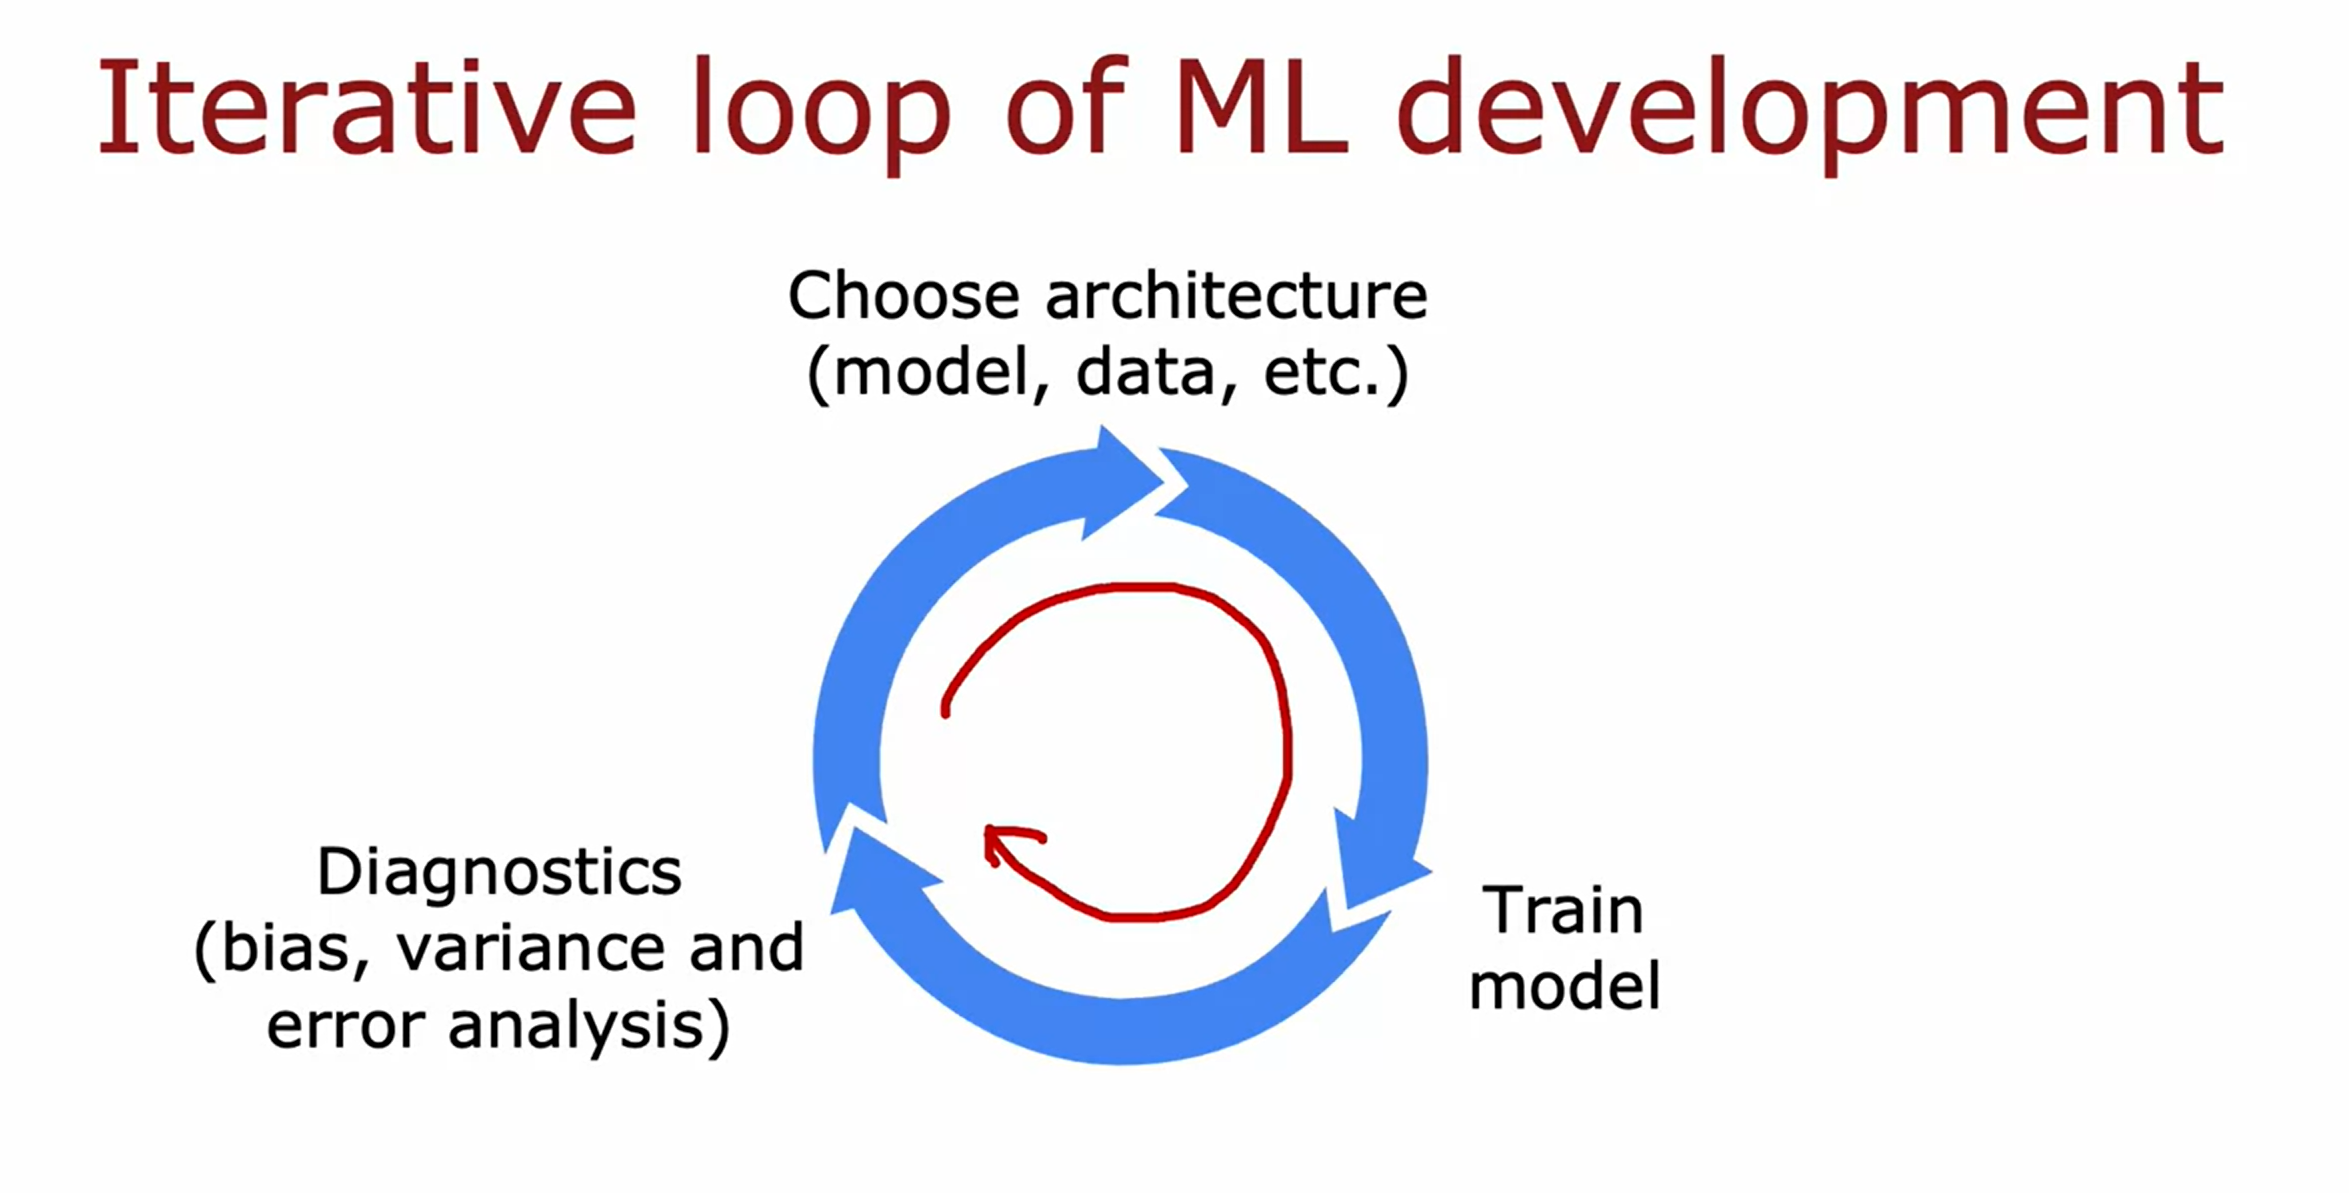 Iterative loop of ML development
Choose architecture
(model, data, etc.)
Train
model
Diagnostics
(bias, variance and
error analysis)